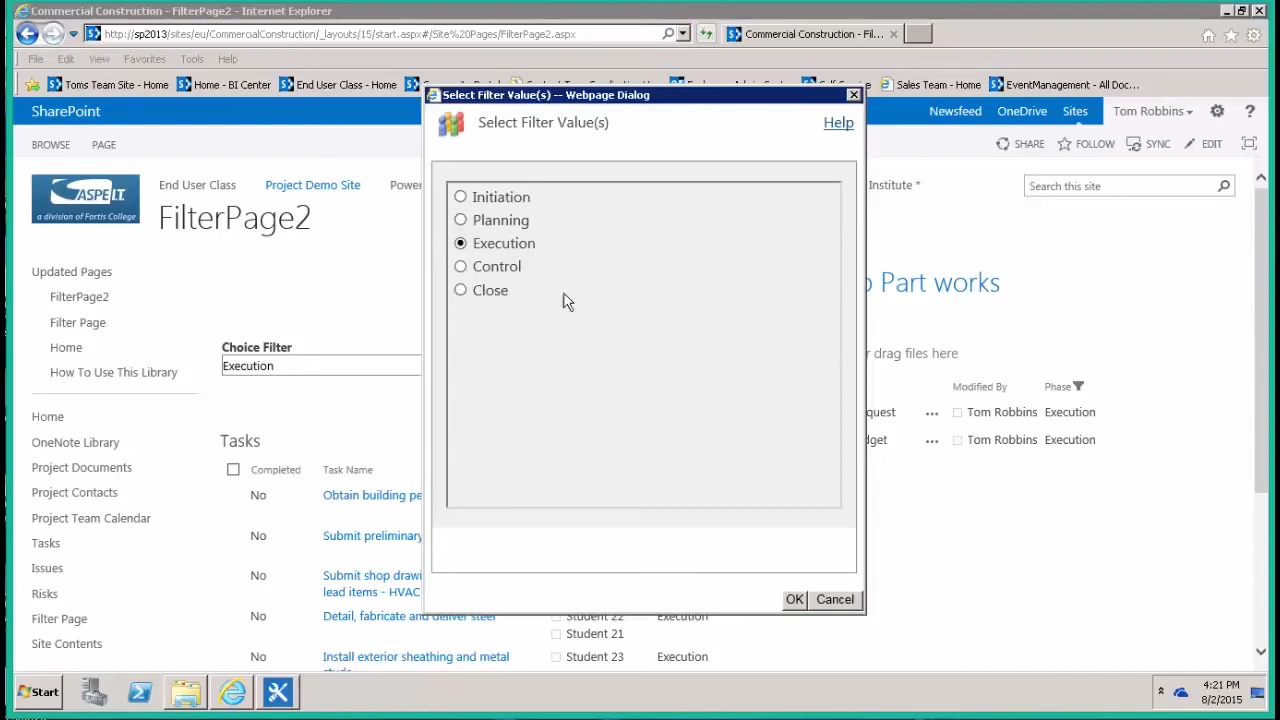 Commercial Construction - FilterPage2 - Internet Explorer
http://sp2013/sites/eu/CommercialConstruction/_layouts/15/start.aspx#/Site%20Pages/FilterPage2.aspx
Commercial Construction - Fil...
File Edit View Favorites Tools Help
Toms Team Site - Home
Home - BI Center
End User Class - Home
Sales Team - Home
EventManagement - All Doc...
SharePoint
Newsfeed OneDrive Sites Tom Robbins ?
BROWSE PAGE
SHARE FOLLOW SYNC EDIT
ASPE I.T.
a division of Fortis College
End User Class Project Demo Site Power
Institute *
Search this site
FilterPage2
Select Filter Value(s) -- Webpage Dialog
Select Filter Value(s)
Help
Initiation
Planning
Execution
Control
Close
OK Cancel
Updated Pages
FilterPage2
Filter Page
Home
How To Use This Library
Home
OneNote Library
Project Documents
Project Contacts
Project Team Calendar
Tasks
Issues
Risks
Filter Page
Site Contents
Choice Filter
Execution
Tasks
Completed Task Name
No Obtain building pe
No Submit preliminary
No Submit shop drawi
lead items - HVAC
No Detail, fabricate and deliver steel Student 22 Execution
Student 21
No Install exterior sheathing and metal Student 23 Execution
Part works
r drag files here
Modified By Phase
quest ... Tom Robbins Execution
dget ... Tom Robbins Execution
Start
4:21 PM
8/2/2015